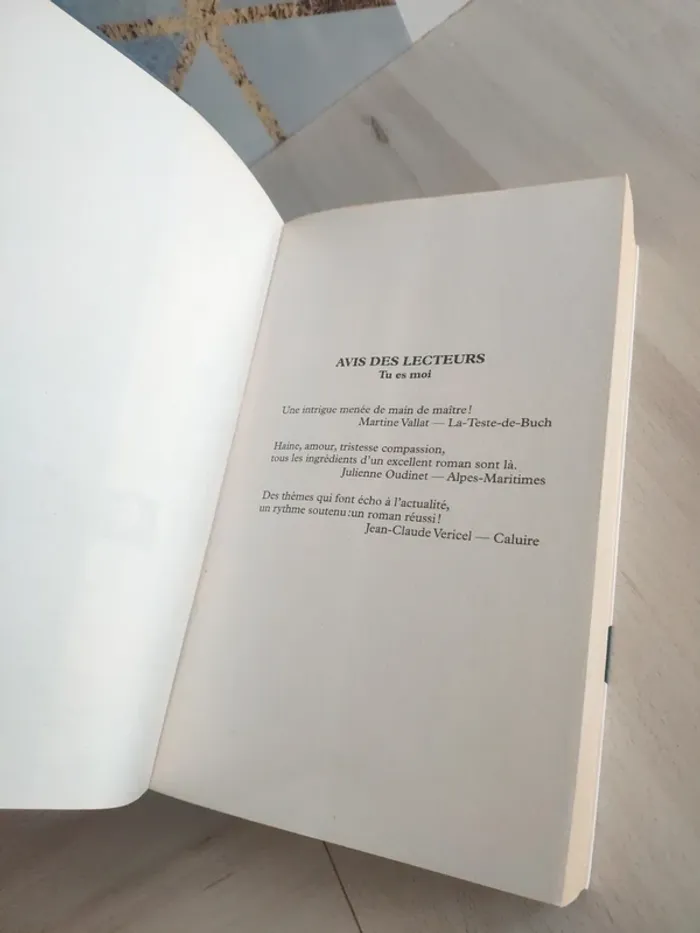 AVIS DES LECTEURS
Tu es moi
Une intrigue menée de main de maître !
Martine Vallat — La-Teste-de-Buch
Haine, amour, tristesse compassion,
tous les ingrédients d'un excellent roman sont là.
Julienne Oudinet — Alpes-Maritimes
Des thèmes qui font écho à l'actualité,
un rythme soutenu :un roman réussi !
Jean-Claude Vericel — Caluire